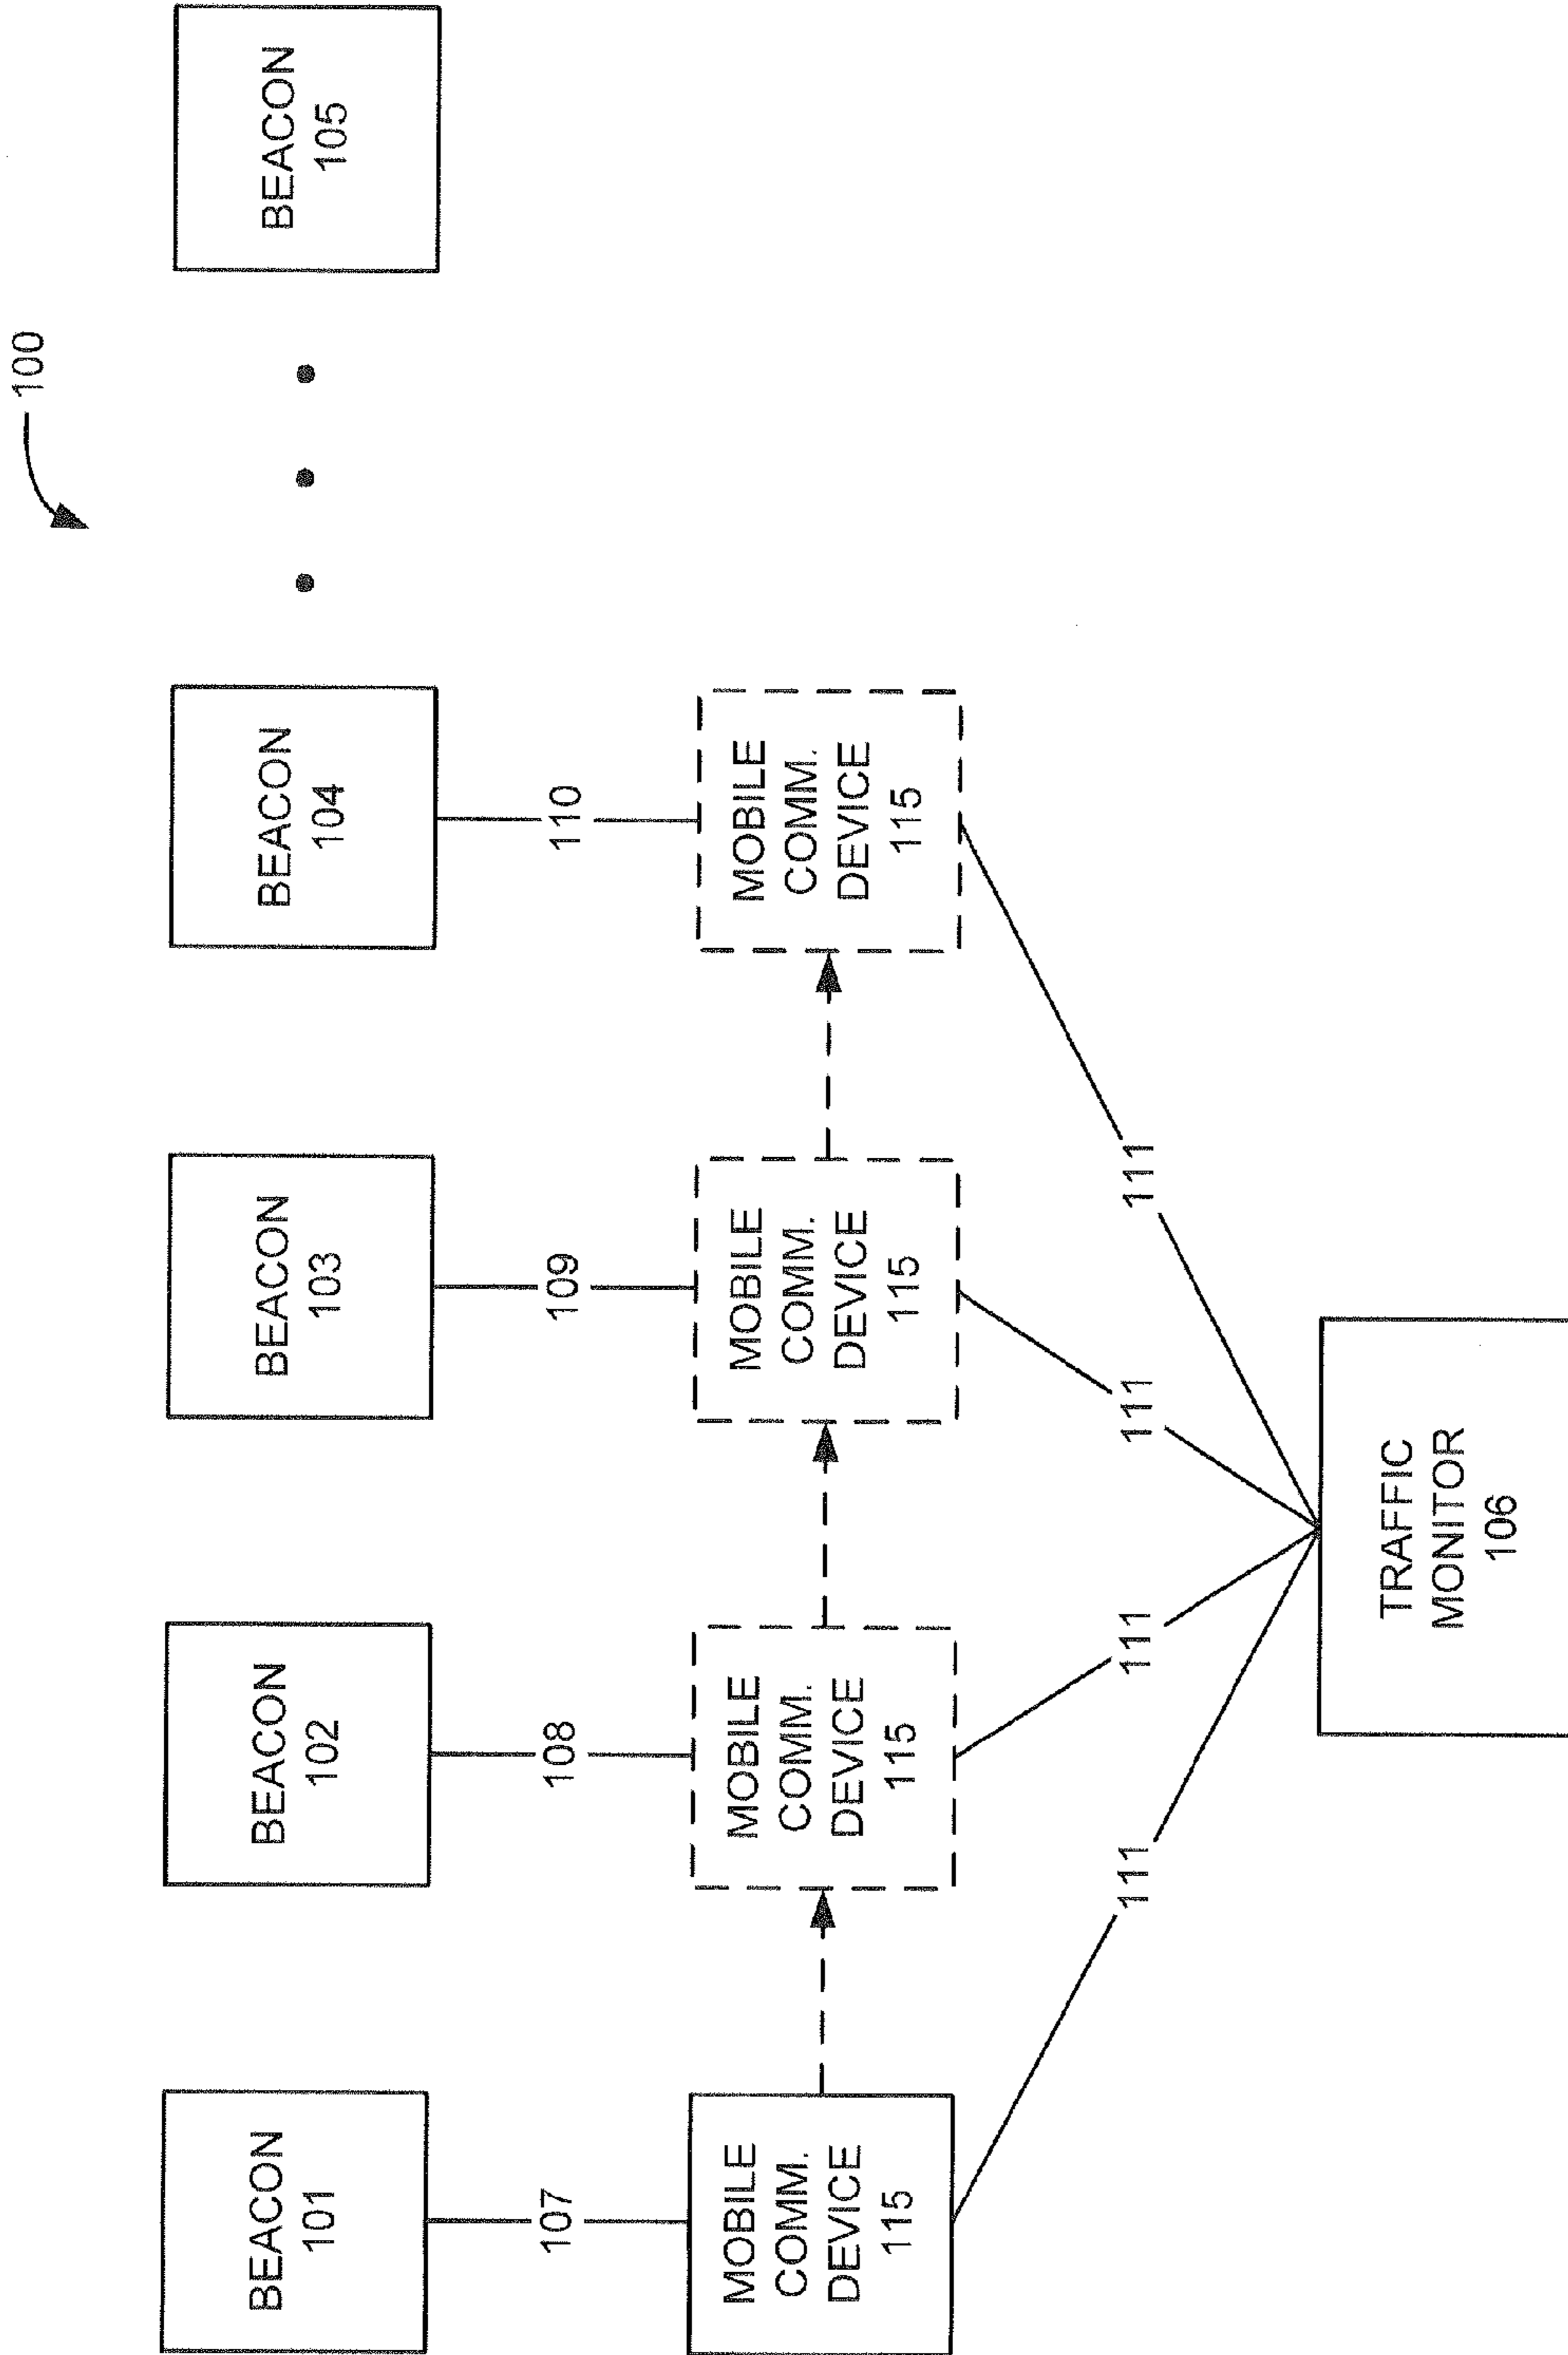 100
BEACON
101
BEACON
102
BEACON
103
BEACON
104
BEACON
105
107
108
109
110
MOBILE
COMM.
DEVICE
115
MOBILE
COMM.
DEVICE
115
MOBILE
COMM.
DEVICE
115
MOBILE
COMM.
DEVICE
115
111
111
111
111
TRAFFIC
MONITOR
106